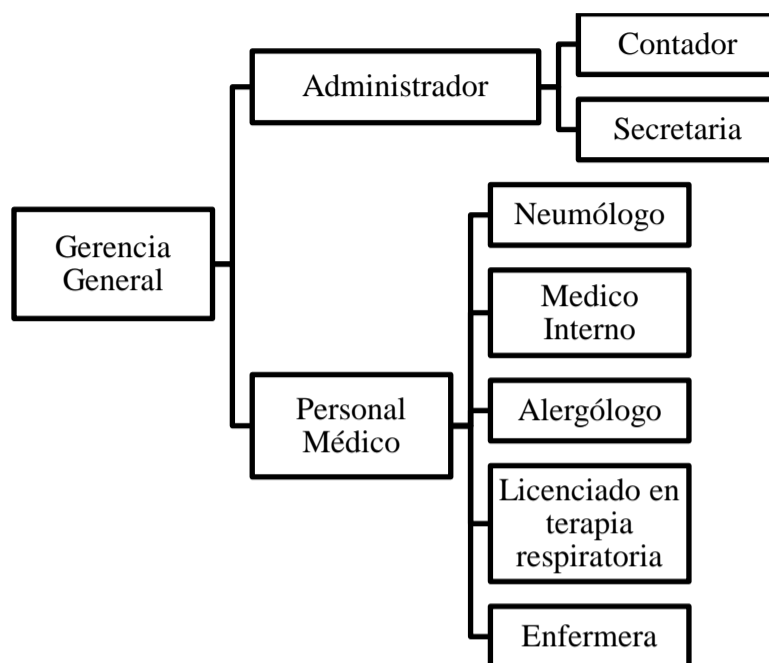 Contador
Administrador
Secretaria
Gerencia
General
Neumólogo
Medico
Interno
Personal
Médico
Alergólogo
Licenciado en
terapia
respiratoria
Enfermera